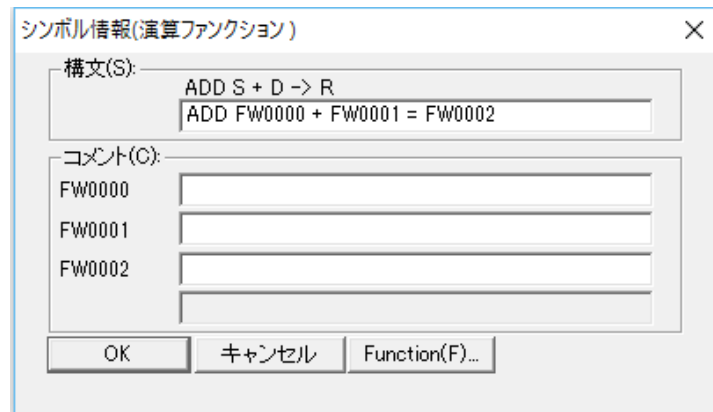 シンボル情報(演算ファンクション)
構文(S):
ADD S + D -> R
ADD FW0000 + FW0001 = FW0002
コメント(C):
FW0000
FW0001
FW0002
OK キャンセル Function(F)...